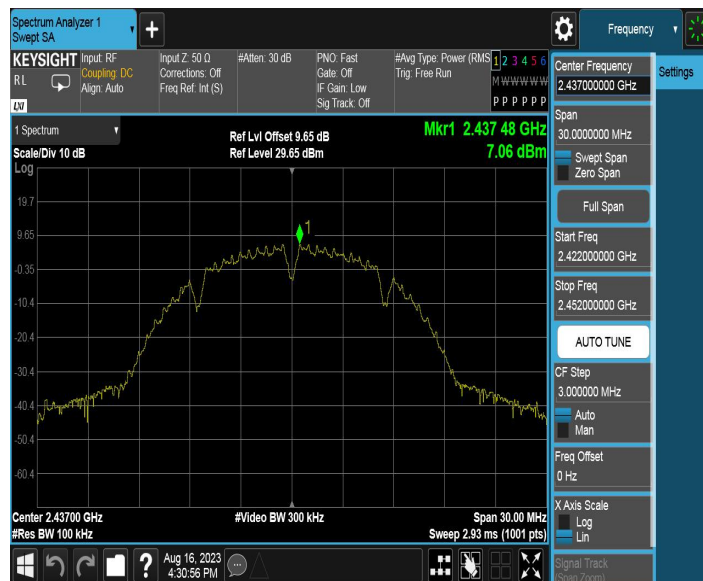 Spectrum Analyzer 1
Swept SA
+
Frequency
KEYSIGHT
RL
LXI
Input: RF
Coupling: DC
Align: Auto
Input Z: 50 Ω
Corrections: Off
Freq Ref: Int (S)
#Atten: 30 dB
PNO: Fast
Gate: Off
IF Gain: Low
Sig Track: Off
#Avg Type: Power (RMS
Trig: Free Run
1 2 3 4 5 6
M W W W W W
P P P P P P
Center Frequency
2.437000000 GHz
Settings
Span
30.0000000 MHz
Swept Span
Zero Span
Full Span
Start Freq
2.422000000 GHz
Stop Freq
2.452000000 GHz
AUTO TUNE
CF Step
3.000000 MHz
Auto
Man
Freq Offset
0 Hz
X Axis Scale
Log
Lin
Signal Track
(Span Zoom)
1 Spectrum
Scale/Div 10 dB
Ref Lvl Offset 9.65 dB
Ref Level 29.65 dBm
Mkr1 2.437 48 GHz
7.06 dBm
Log
19.7
9.65
-0.35
-10.4
-20.4
-30.4
-40.4
-50.4
-60.4
1
Center 2.43700 GHz
#Res BW 100 kHz
#Video BW 300 kHz
Span 30.00 MHz
Sweep 2.93 ms (1001 pts)
?
Aug 16, 2023
4:30:56 PM